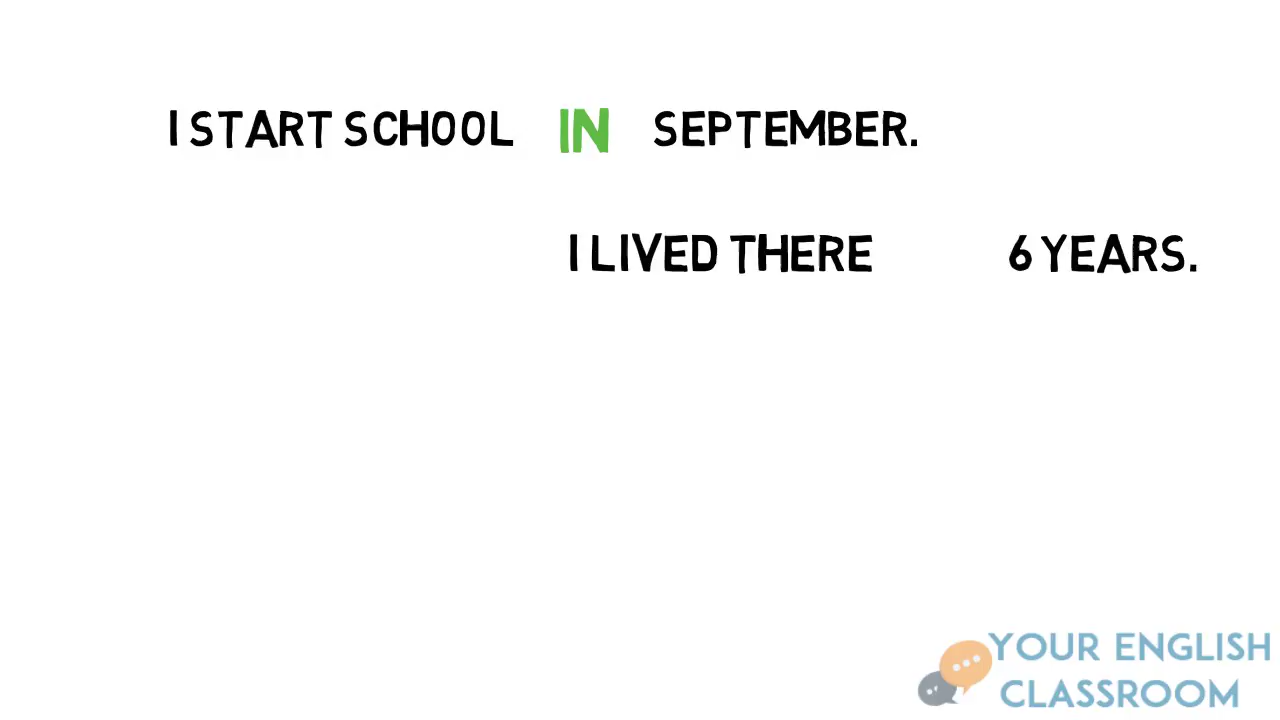 I START SCHOOL IN SEPTEMBER.
I LIVED THERE 6 YEARS.
YOUR ENGLISH
CLASSROOM